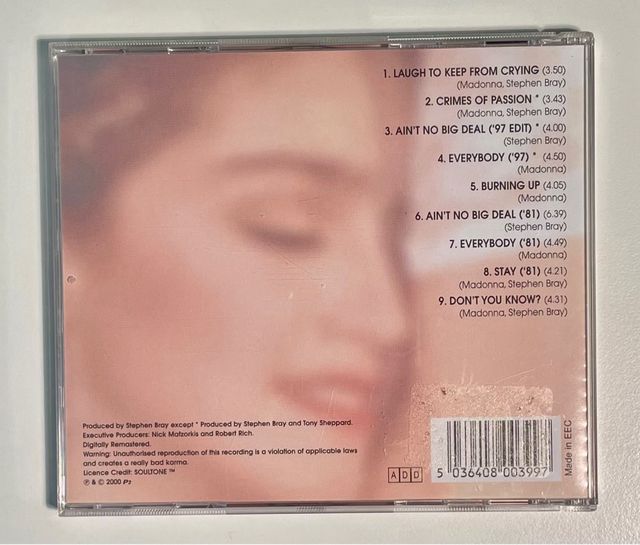 1. LAUGH TO KEEP FROM CRYING (3.50)
(Madonna, Stephen Bray)
2. CRIMES OF PASSION * (3.43)
(Madonna, Stephen Bray)
3. AIN'T NO BIG DEAL ('97 EDIT) * (4.00)
(Stephen Bray)
4. EVERYBODY ('97) * (4.50)
(Madonna)
5. BURNING UP (4.05)
(Madonna)
6. AIN'T NO BIG DEAL ('81) (6.39)
(Stephen Bray)
7. EVERYBODY ('81) (4.49)
(Madonna)
8. STAY ('81) (4.21)
(Madonna, Stephen Bray)
9. DON'T YOU KNOW? (4.31)
(Madonna, Stephen Bray)
Produced by Stephen Bray except * Produced by Stephen Bray and Tony Sheppard.
Executive Producers: Nick Matzorkis and Robert Rich.
Digitally Remastered.
Warning: Unauthorised reproduction of this recording is a violation of applicable laws
and creates a really bad karma.
Licence Credit: SOULTONE™
℗ & © 2000 P3
ADD
5 036408 003997
Made in EEC